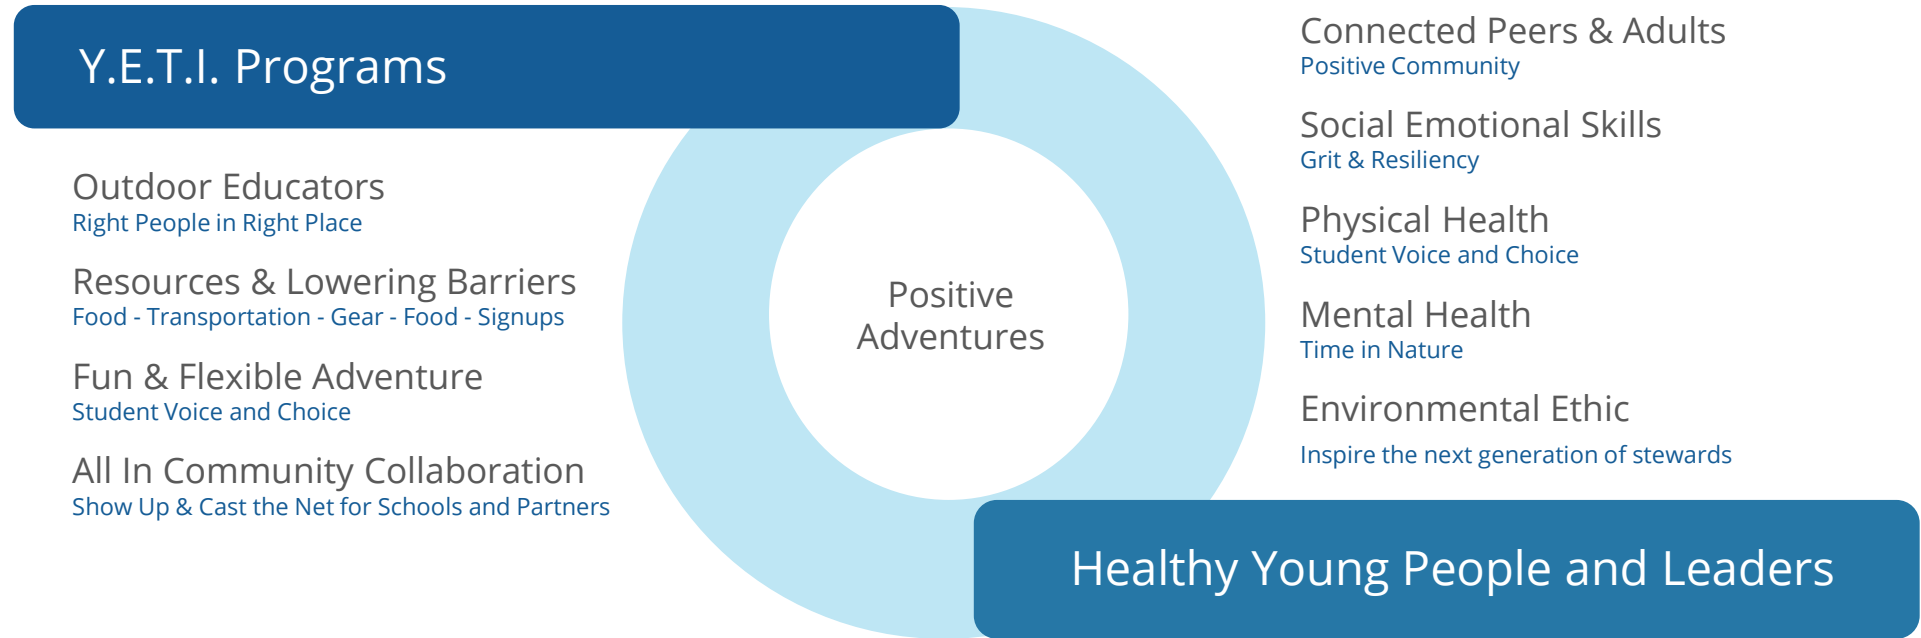 Y.E.T.I. Programs
Outdoor Educators
Right People in Right Place
Resources & Lowering Barriers
Food - Transportation - Gear - Food - Signups
Fun & Flexible Adventure
Student Voice and Choice
All In Community Collaboration
Show Up & Cast the Net for Schools and Partners
Positive
Adventures
Connected Peers & Adults
Positive Community
Social Emotional Skills
Grit & Resiliency
Physical Health
Student Voice and Choice
Mental Health
Time in Nature
Environmental Ethic
Inspire the next generation of stewards
Healthy Young People and Leaders